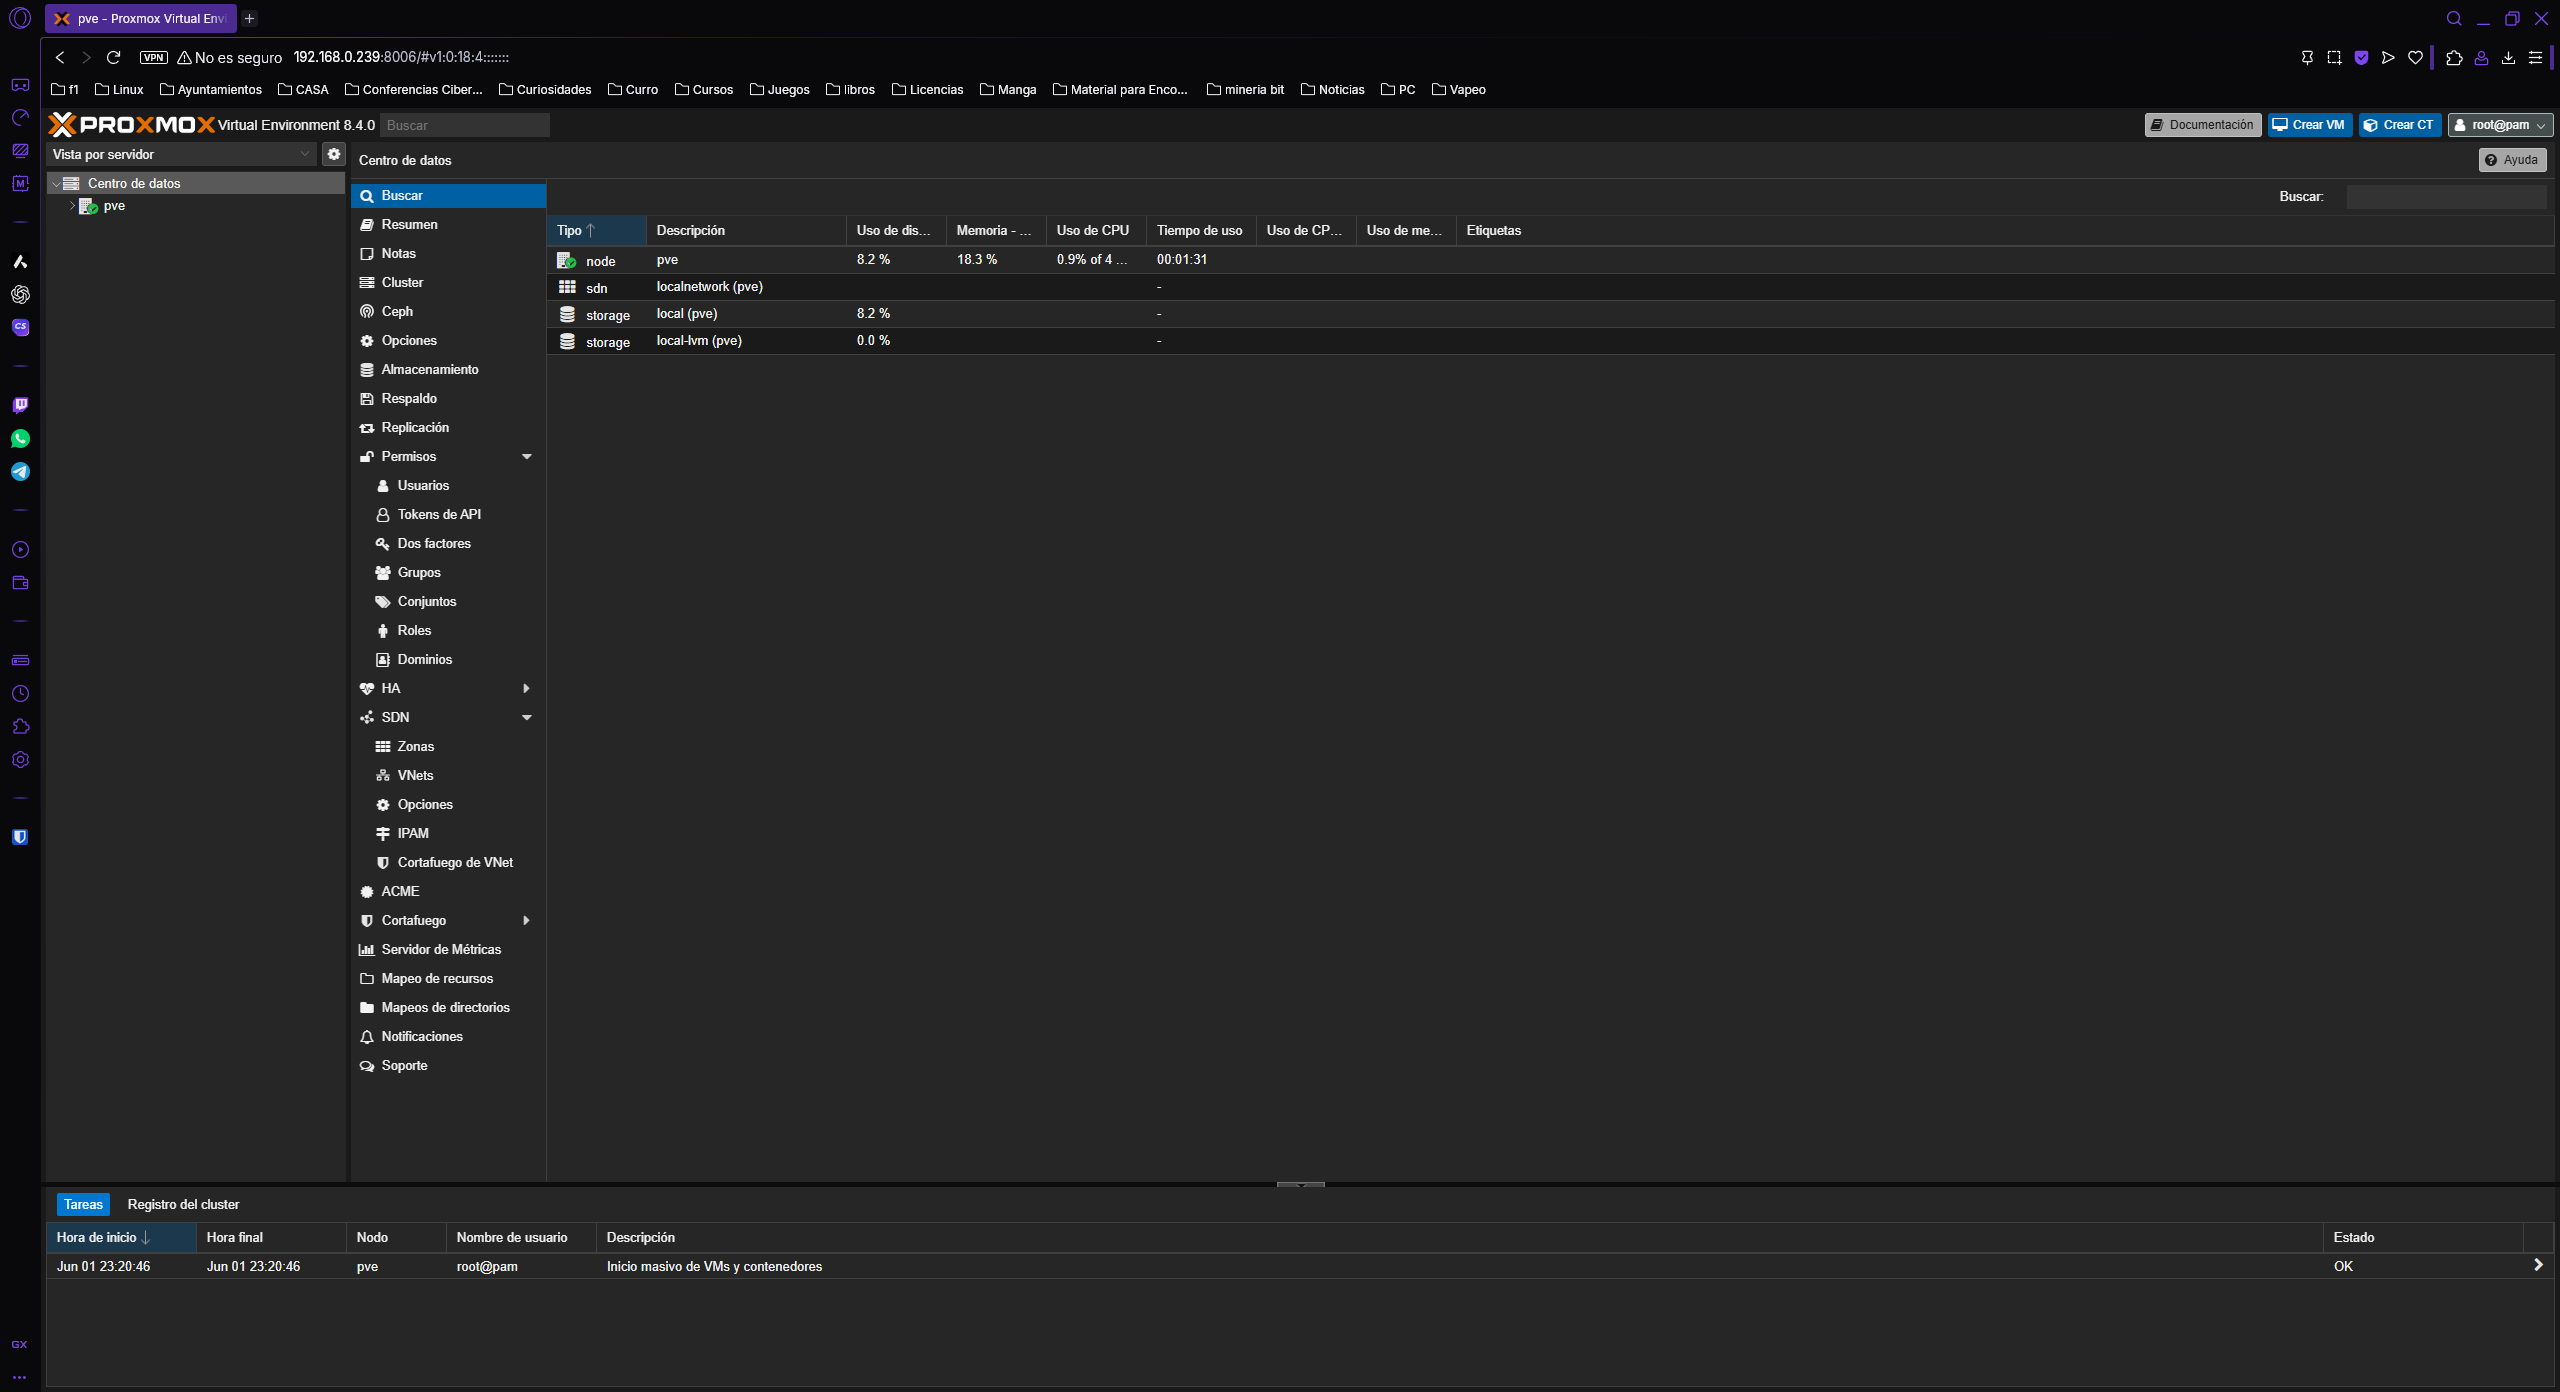 pve - Proxmox Virtual Envi
VPN No es seguro 192.168.0.239:8006/#v1:0:18:4:::::::
f1 Linux Ayuntamientos CASA Conferencias Ciber... Curiosidades Curro Cursos Juegos libros Licencias Manga Material para Enco... mineria bit Noticias PC Vapeo
PROXMOX Virtual Environment 8.4.0 Buscar Documentación Crear VM Crear CT root@pam
Vista por servidor
Centro de datos
pve
Centro de datos Ayuda
Buscar
Resumen
Notas
Cluster
Ceph
Opciones
Almacenamiento
Respaldo
Replicación
Permisos
Usuarios
Tokens de API
Dos factores
Grupos
Conjuntos
Roles
Dominios
HA
SDN
Zonas
VNets
Opciones
IPAM
Cortafuego de VNet
ACME
Cortafuego
Servidor de Métricas
Mapeo de recursos
Mapeos de directorios
Notificaciones
Soporte
Buscar:
Tipo Descripción Uso de dis... Memoria - ... Uso de CPU Tiempo de uso Uso de CP... Uso de me... Etiquetas
node pve 8.2 % 18.3 % 0.9% of 4 ... 00:01:31
sdn localnetwork (pve) -
storage local (pve) 8.2 % -
storage local-lvm (pve) 0.0 % -
Tareas Registro del cluster
Hora de inicio Hora final Nodo Nombre de usuario Descripción Estado
Jun 01 23:20:46 Jun 01 23:20:46 pve root@pam Inicio masivo de VMs y contenedores OK
M
CS
GX